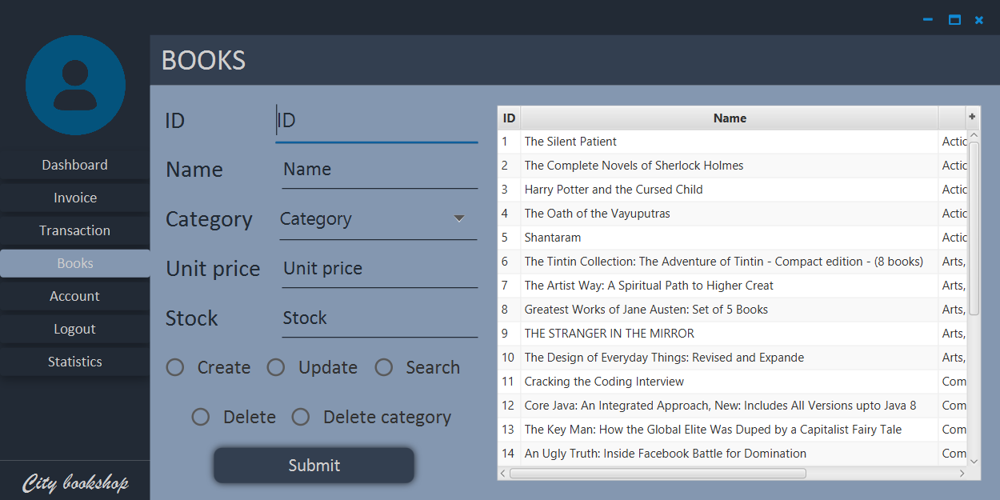 BOOKS
Dashboard
Invoice
Transaction
Books
Account
Logout
Statistics
City bookshop
ID ID
Name Name
Category Category
Unit price Unit price
Stock Stock
Create Update Search
Delete Delete category
Submit
ID Name +
1 The Silent Patient Actic
2 The Complete Novels of Sherlock Holmes Actic
3 Harry Potter and the Cursed Child Actic
4 The Oath of the Vayuputras Actic
5 Shantaram Actic
6 The Tintin Collection: The Adventure of Tintin - Compact edition - (8 books) Arts,
7 The Artist Way: A Spiritual Path to Higher Creat Arts,
8 Greatest Works of Jane Austen: Set of 5 Books Arts,
9 THE STRANGER IN THE MIRROR Arts,
10 The Design of Everyday Things: Revised and Expande Arts,
11 Cracking the Coding Interview Com
12 Core Java: An Integrated Approach, New: Includes All Versions upto Java 8 Com
13 The Key Man: How the Global Elite Was Duped by a Capitalist Fairy Tale Com
14 An Ugly Truth: Inside Facebook Battle for Domination Com